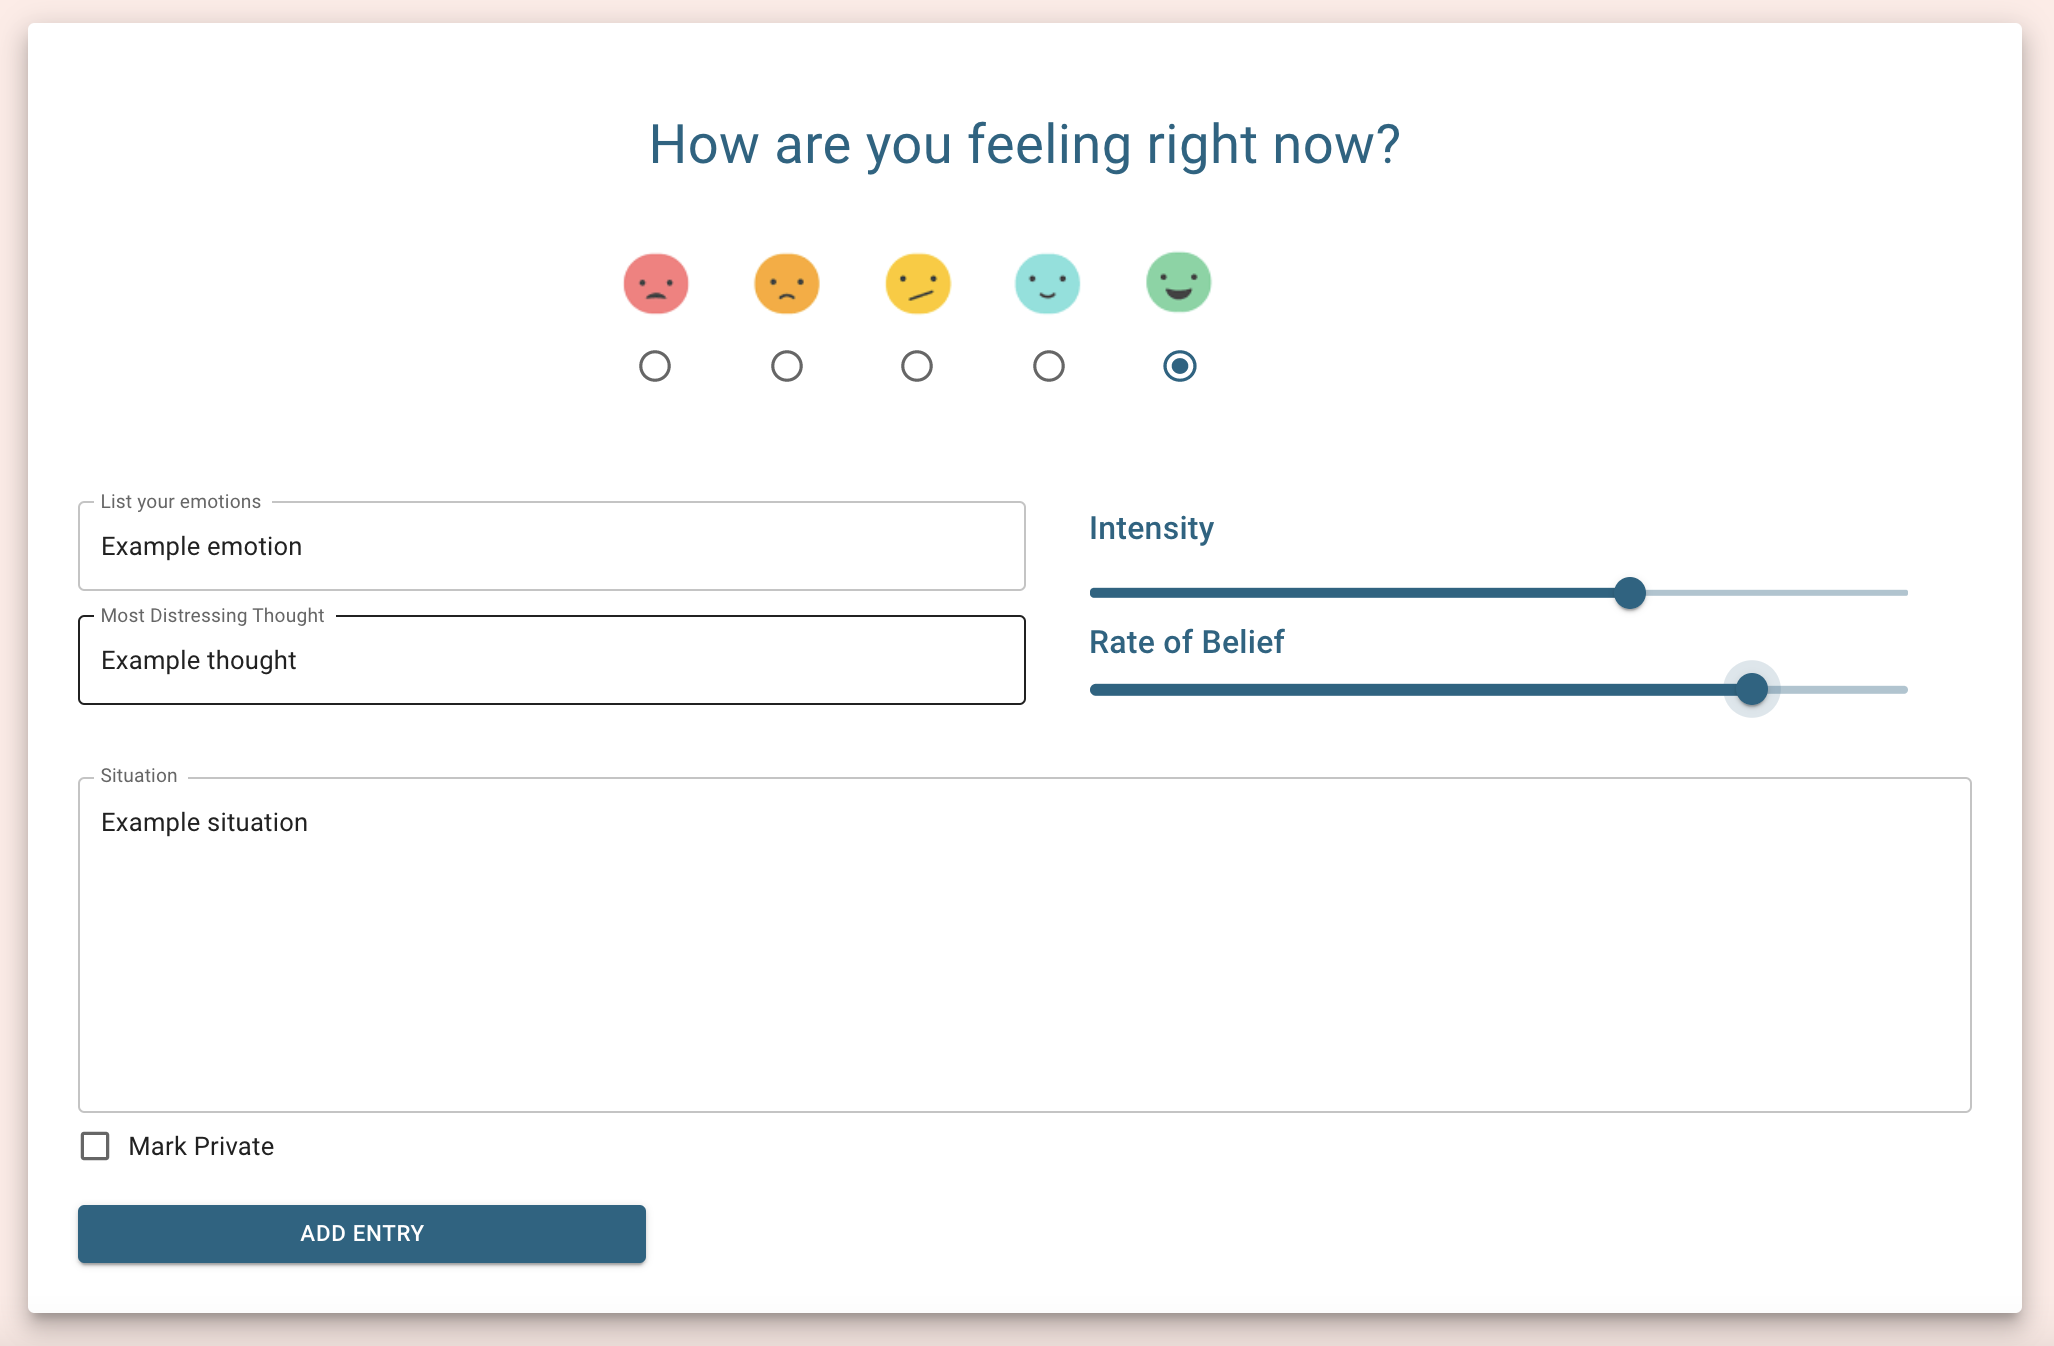 How are you feeling right now?
List your emotions
Example emotion
Intensity
Most Distressing Thought
Example thought
Rate of Belief
Situation
Example situation
Mark Private
ADD ENTRY